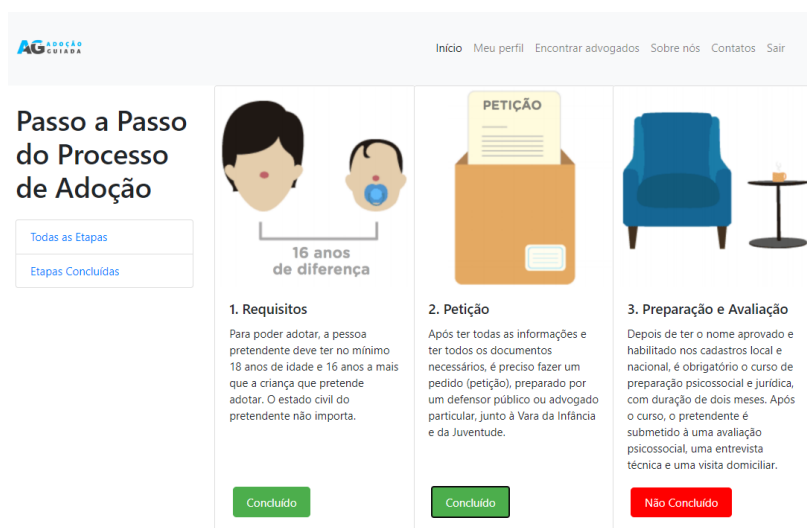 AG ADOÇÃO
GUIADA
Início Meu perfil Encontrar advogados Sobre nós Contatos Sair
Passo a Passo
do Processo
de Adoção
Todas as Etapas
Etapas Concluídas
16 anos
de diferença
1. Requisitos
Para poder adotar, a pessoa
pretendente deve ter no mínimo
18 anos de idade e 16 anos a mais
que a criança que pretende
adotar. O estado civil do
pretendente não importa.
Concluído
PETIÇÃO
2. Petição
Após ter todas as informações e
ter todos os documentos
necessários, é preciso fazer um
pedido (petição), preparado por
um defensor público ou advogado
particular, junto à Vara da Infância
e da Juventude.
Concluído
3. Preparação e Avaliação
Depois de ter o nome aprovado e
habilitado nos cadastros local e
nacional, é obrigatório o curso de
preparação psicossocial e jurídica,
com duração de dois meses. Após
o curso, o pretendente é
submetido à uma avaliação
psicossocial, uma entrevista
técnica e uma visita domiciliar.
Não Concluído